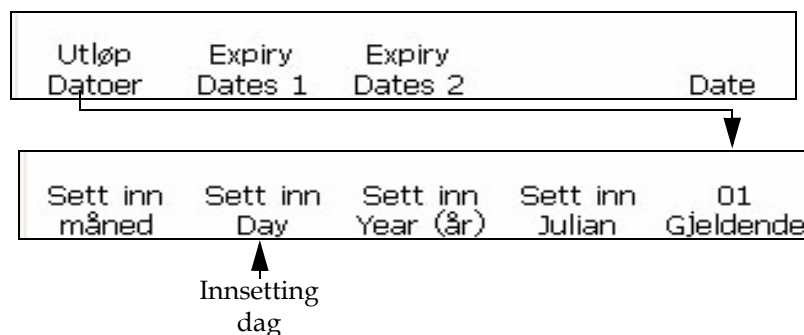 Utløp Expiry Expiry
Datoer Dates 1 Dates 2 Date
Sett inn Sett inn Sett inn Sett inn 01
måned Day Year (år) Julian Gjeldende
Innsetting
dag